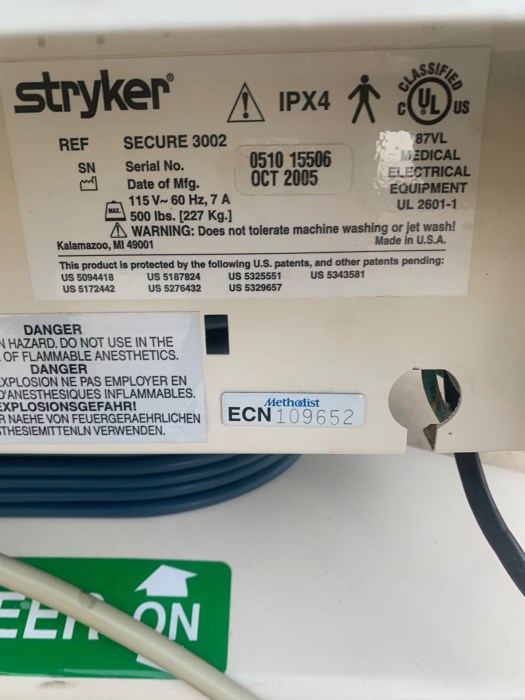 stryker®
IPX4
CLASSIFIED
C UL US
REF SECURE 3002
87VL
MEDICAL
ELECTRICAL
EQUIPMENT
UL 2601-1
SN Serial No. 0510 15506
Date of Mfg. OCT 2005
115 V~ 60 Hz, 7 A
MAX. 500 lbs. [227 Kg.]
WARNING: Does not tolerate machine washing or jet wash!
Kalamazoo, MI 49001 Made in U.S.A.
This product is protected by the following U.S. patents, and other patents pending:
US 5094418 US 5187824 US 5325551 US 5343581
US 5172442 US 5276432 US 5329657
DANGER
N HAZARD. DO NOT USE IN THE
OF FLAMMABLE ANESTHETICS.
DANGER
XPLOSION NE PAS EMPLOYER EN
D'ANESTHESIQUES INFLAMMABLES.
EXPLOSIONSGEFAHR!
R NAEHE VON FEUERGERAEHRLICHEN
STHESIEMITTENLN VERWENDEN.
Methodist
ECN 109652
EER ON